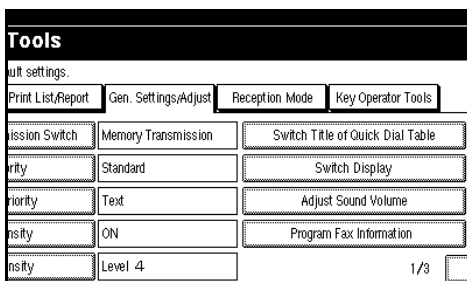 Tools
ault settings.
Print List/Report Gen. Settings/Adjust Reception Mode Key Operator Tools
ission Switch Memory Transmission Switch Title of Quick Dial Table
rity Standard Switch Display
riority Text Adjust Sound Volume
nsity ON Program Fax Information
nsity Level 4 1/3